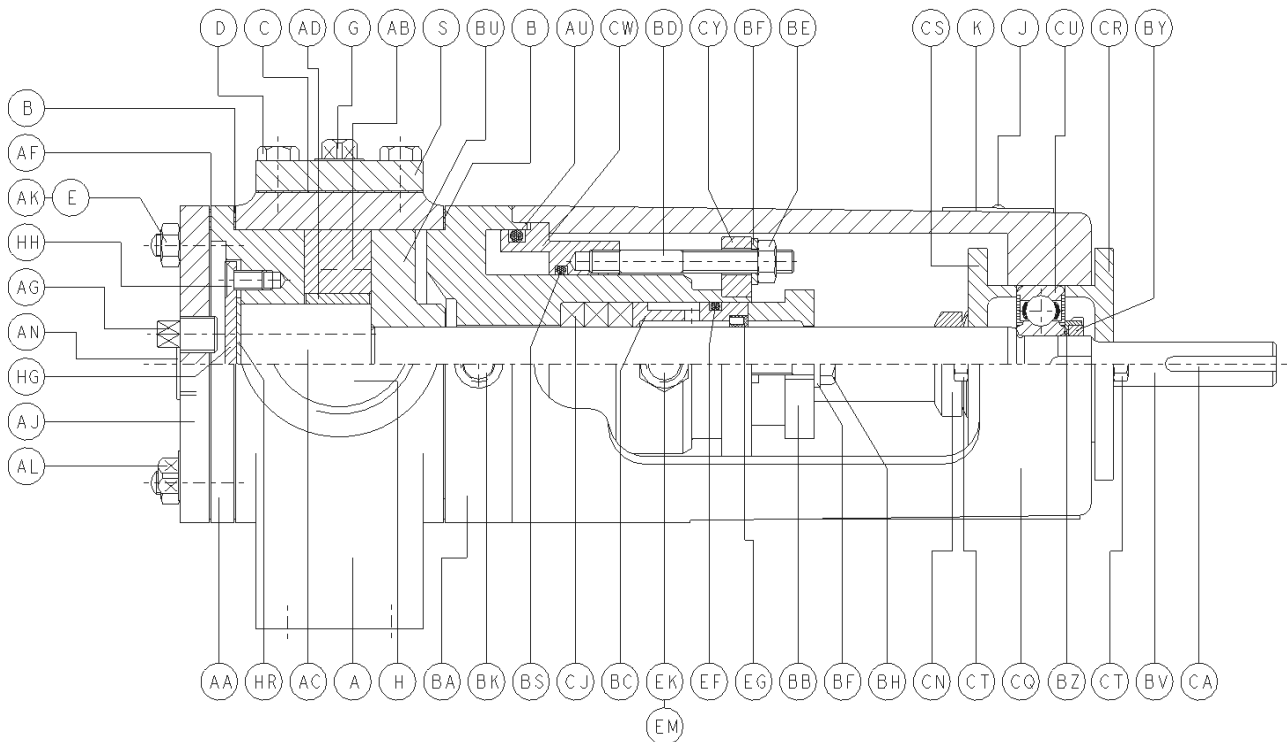 D C AD G AB S BU B AU CW BD CY BF BE CS K J CU CR BY
B
AF
AK E
HH
AG
AN
HG
AJ
AL
AA HR AC A H BA BK BS CJ BC EK EF EG BB BF BH CN CT CQ BZ CT BV CA
EM